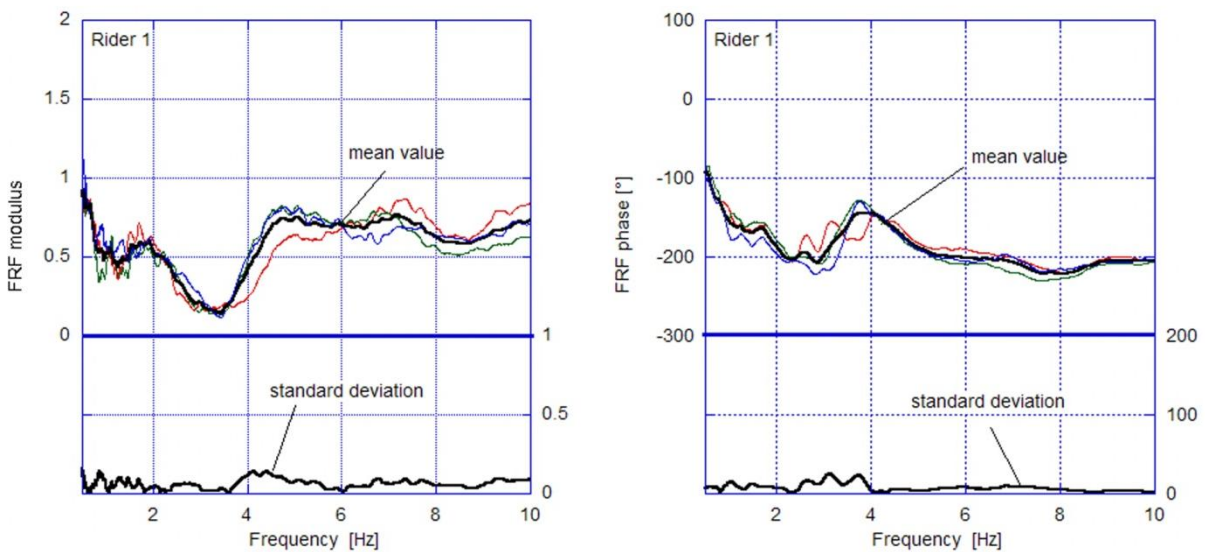 2
Rider 1
1.5
mean value
1
FRF modulus
0.5
0
1
standard deviation
0.5
0
2
4
6
8
10
Frequency [Hz]
100
Rider 1
0
mean value
-100
FRF phase [°]
-200
-300
200
standard deviation
100
0
2
4
6
8
10
Frequency [Hz]